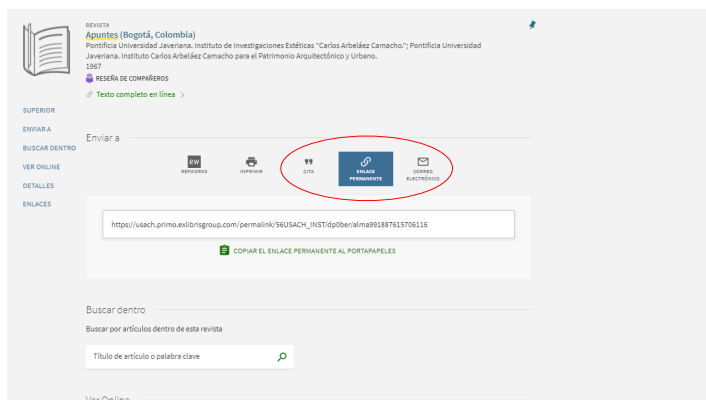 REVISTA
Apuntes (Bogotá, Colombia)
Pontificia Universidad Javeriana. Instituto de Investigaciones Estéticas "Carlos Arbeláez Camacho."; Pontificia Universidad
Javeriana. Instituto Carlos Arbeláez Camacho para el Patrimonio Arquitectónico y Urbano.
1967
RESEÑA DE COMPAÑEROS
Texto completo en línea >
SUPERIOR
ENVIAR A
BUSCAR DENTRO
VER ONLINE
DETALLES
ENLACES
Enviar a
RW
REFWORKS
IMPRIMIR
CITA
ENLACE
PERMANENTE
CORREO
ELECTRÓNICO
https://usach.primo.exlibrisgroup.com/permalink/56USACH_INST/dp0ber/alma991887615706116
COPIAR EL ENLACE PERMANENTE AL PORTAPAPELES
Buscar dentro
Buscar por artículos dentro de esta revista
Título de artículo o palabra clave
Ver Online